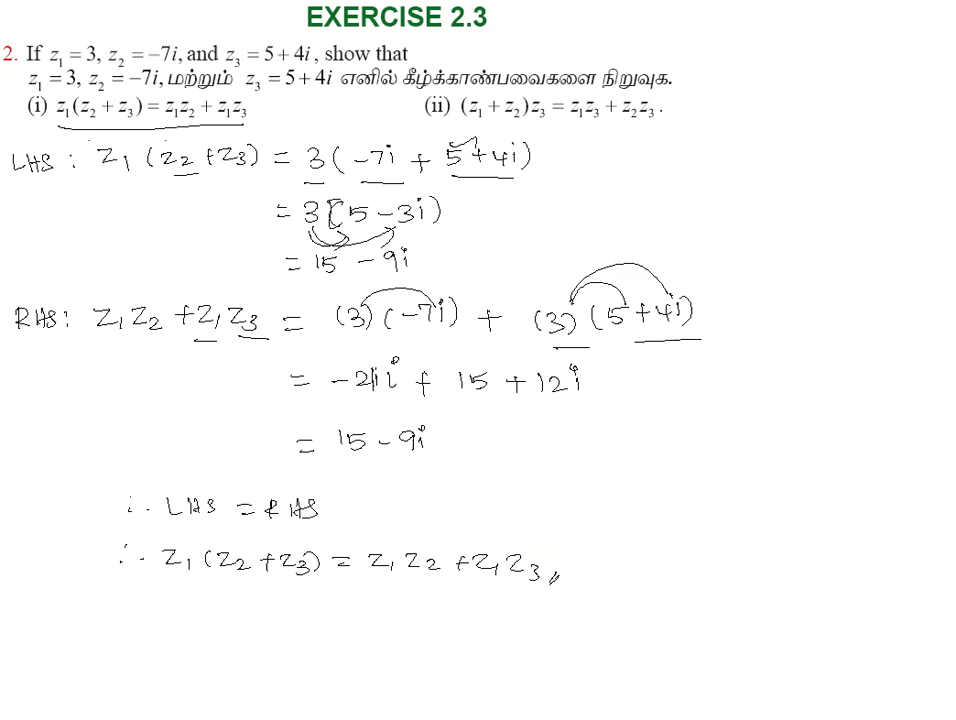 EXERCISE 2.3
2. If z₁ = 3, z₂ = −7i, and z₃ = 5 + 4i , show that
z₁ = 3, z₂ = −7i, மற்றும் z₃ = 5 + 4i எனில் கீழ்க்காண்பவைகளை நிறுவுக.
(i) z₁(z₂ + z₃) = z₁z₂ + z₁z₃ (ii) (z₁ + z₂)z₃ = z₁z₃ + z₂z₃ .
LHS : Z₁ (Z₂ + Z₃) = 3 (−7i + 5 + 4i)
= 3 (5 − 3i)
= 15 − 9i
RHS : Z₁Z₂ + Z₁Z₃ = (3) (−7i) + (3) (5 + 4i)
= −21i + 15 + 12i
= 15 − 9i
∴ LHS = RHS
∴ Z₁ (Z₂ + Z₃) = Z₁Z₂ + Z₁Z₃ //